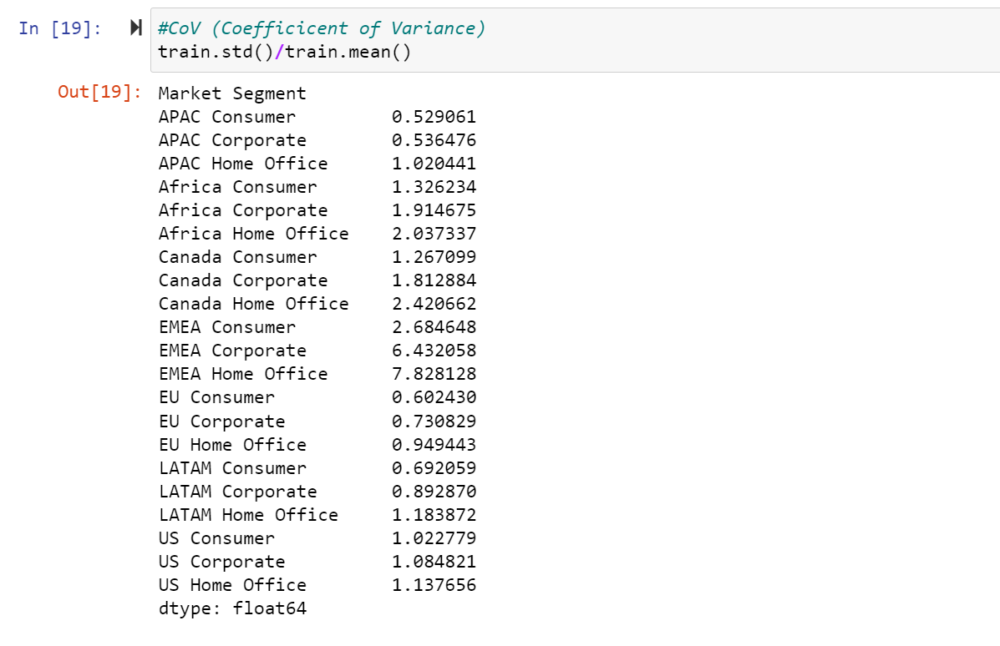 In [19]:
#CoV (Coefficicent of Variance)
train.std()/train.mean()
Out[19]:
Market Segment
APAC Consumer 0.529061
APAC Corporate 0.536476
APAC Home Office 1.020441
Africa Consumer 1.326234
Africa Corporate 1.914675
Africa Home Office 2.037337
Canada Consumer 1.267099
Canada Corporate 1.812884
Canada Home Office 2.420662
EMEA Consumer 2.684648
EMEA Corporate 6.432058
EMEA Home Office 7.828128
EU Consumer 0.602430
EU Corporate 0.730829
EU Home Office 0.949443
LATAM Consumer 0.692059
LATAM Corporate 0.892870
LATAM Home Office 1.183872
US Consumer 1.022779
US Corporate 1.084821
US Home Office 1.137656
dtype: float64